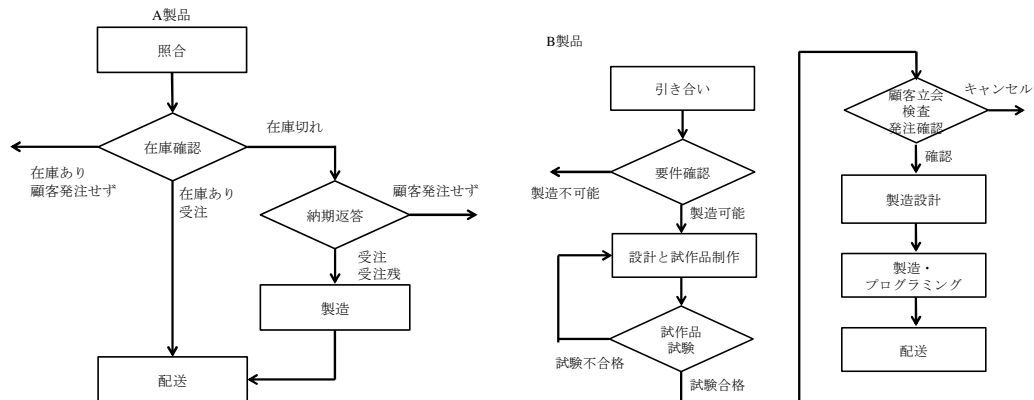 A製品
照合
在庫確認
在庫切れ
在庫あり
顧客発注せず
在庫あり
受注
納期返答
顧客発注せず
受注
受注残
製造
配送
B製品
引き合い
要件確認
製造不可能
製造可能
設計と試作品制作
試作品
試験
試験不合格
試験合格
顧客立会
検査
発注確認
キャンセル
確認
製造設計
製造・
プログラミング
配送